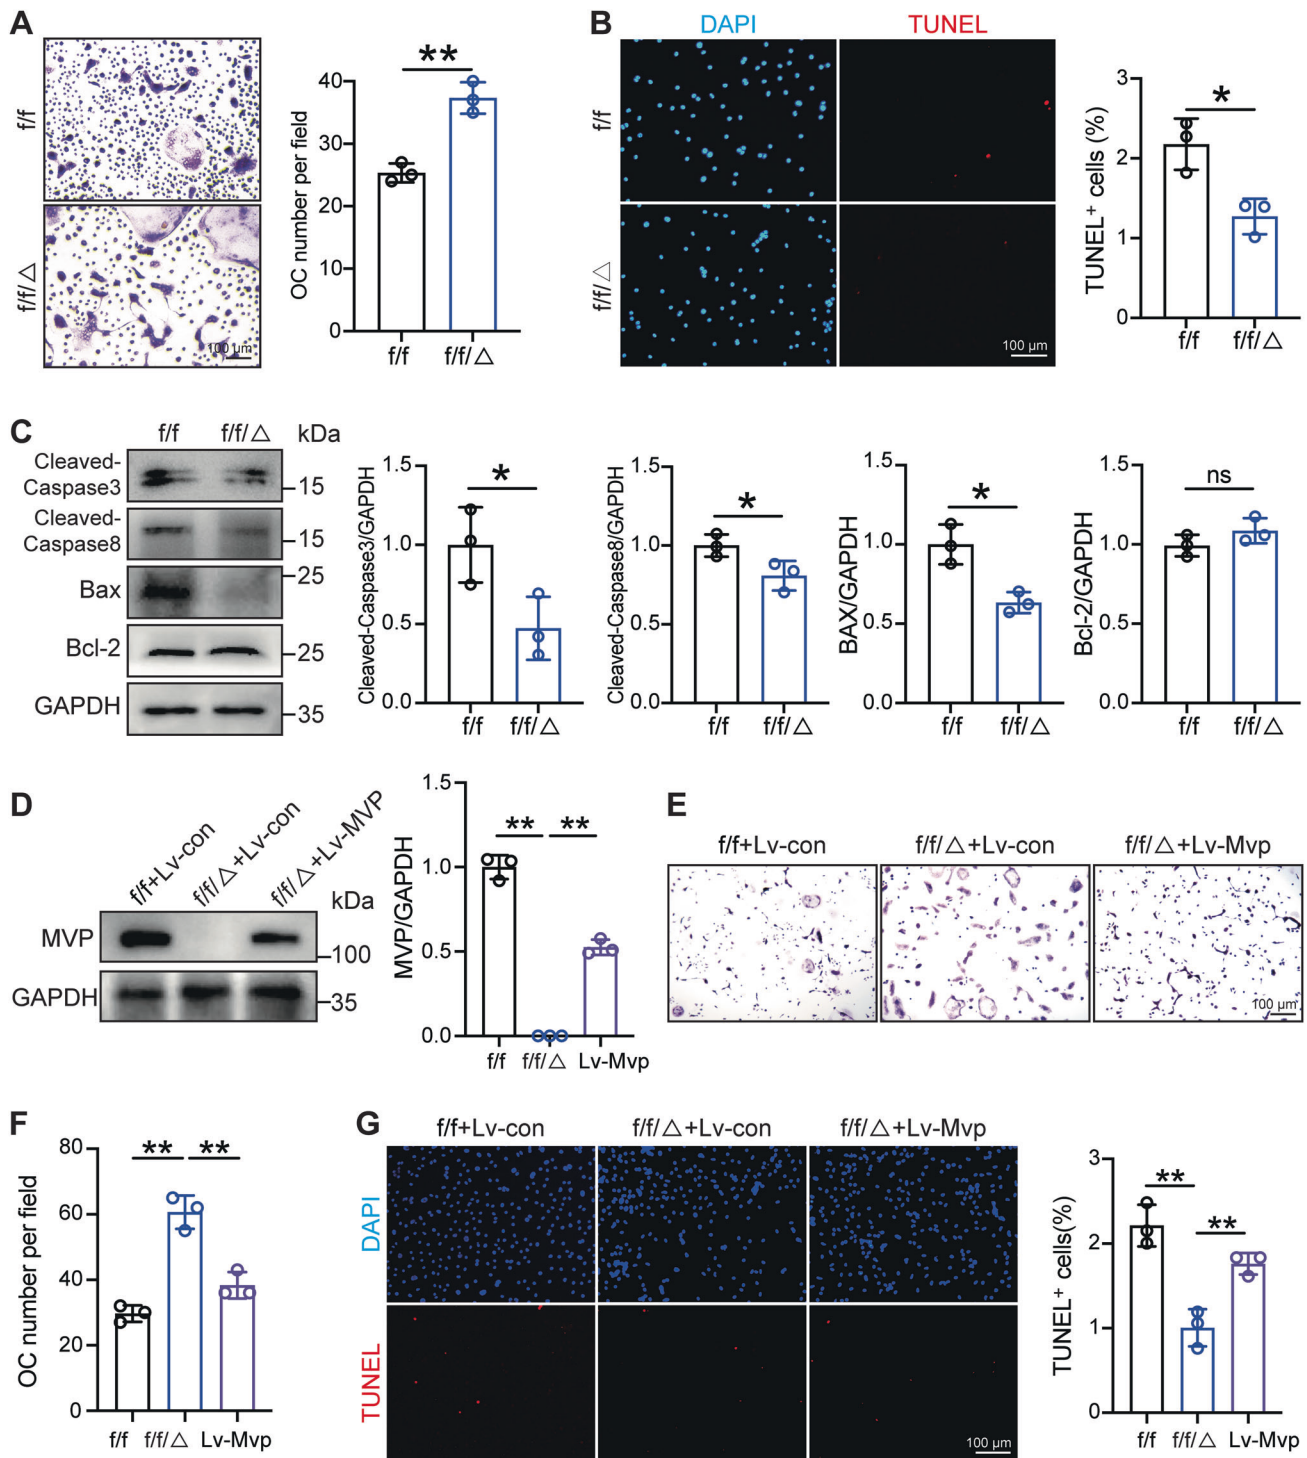 A
f/f
f/f/△
100 μm
OC number per field
**
40
30
20
10
0
f/f
f/f/△
B
DAPI
TUNEL
f/f
f/f/△
100 μm
TUNEL⁺ cells (%)
*
3
2
1
0
f/f
f/f/△
C
f/f
f/f/△
kDa
Cleaved-
Caspase3
15
Cleaved-
Caspase8
15
Bax
25
Bcl-2
25
GAPDH
35
Cleaved-Caspase3/GAPDH
*
1.5
1.0
0.5
0.0
f/f
f/f/△
Cleaved-Caspase8/GAPDH
*
1.5
1.0
0.5
0.0
f/f
f/f/△
BAX/GAPDH
*
1.5
1.0
0.5
0.0
f/f
f/f/△
Bcl-2/GAPDH
ns
1.5
1.0
0.5
0.0
f/f
f/f/△
D
f/f+Lv-con
f/f/△+Lv-con
f/f/△+Lv-MVP
kDa
MVP
100
GAPDH
35
MVP/GAPDH
** **
1.5
1.0
0.5
0.0
f/f
f/f/△
Lv-Mvp
E
f/f+Lv-con
f/f/△+Lv-con
f/f/△+Lv-Mvp
100 μm
F
OC number per field
** **
80
60
40
20
0
f/f
f/f/△
Lv-Mvp
G
f/f+Lv-con
f/f/△+Lv-con
f/f/△+Lv-Mvp
DAPI
TUNEL
100 μm
TUNEL⁺ cells(%)
**
**
3
2
1
0
f/f
f/f/△
Lv-Mvp